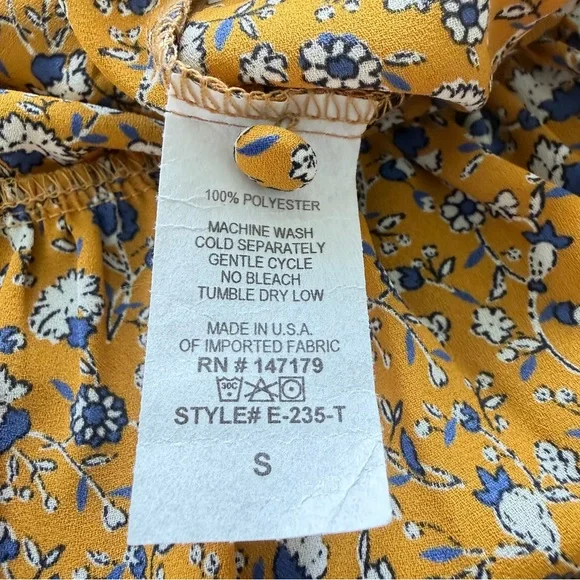 100% POLYESTER
MACHINE WASH
COLD SEPARATELY
GENTLE CYCLE
NO BLEACH
TUMBLE DRY LOW
MADE IN U.S.A.
OF IMPORTED FABRIC
RN # 147179
30C
STYLE# E-235-T
S